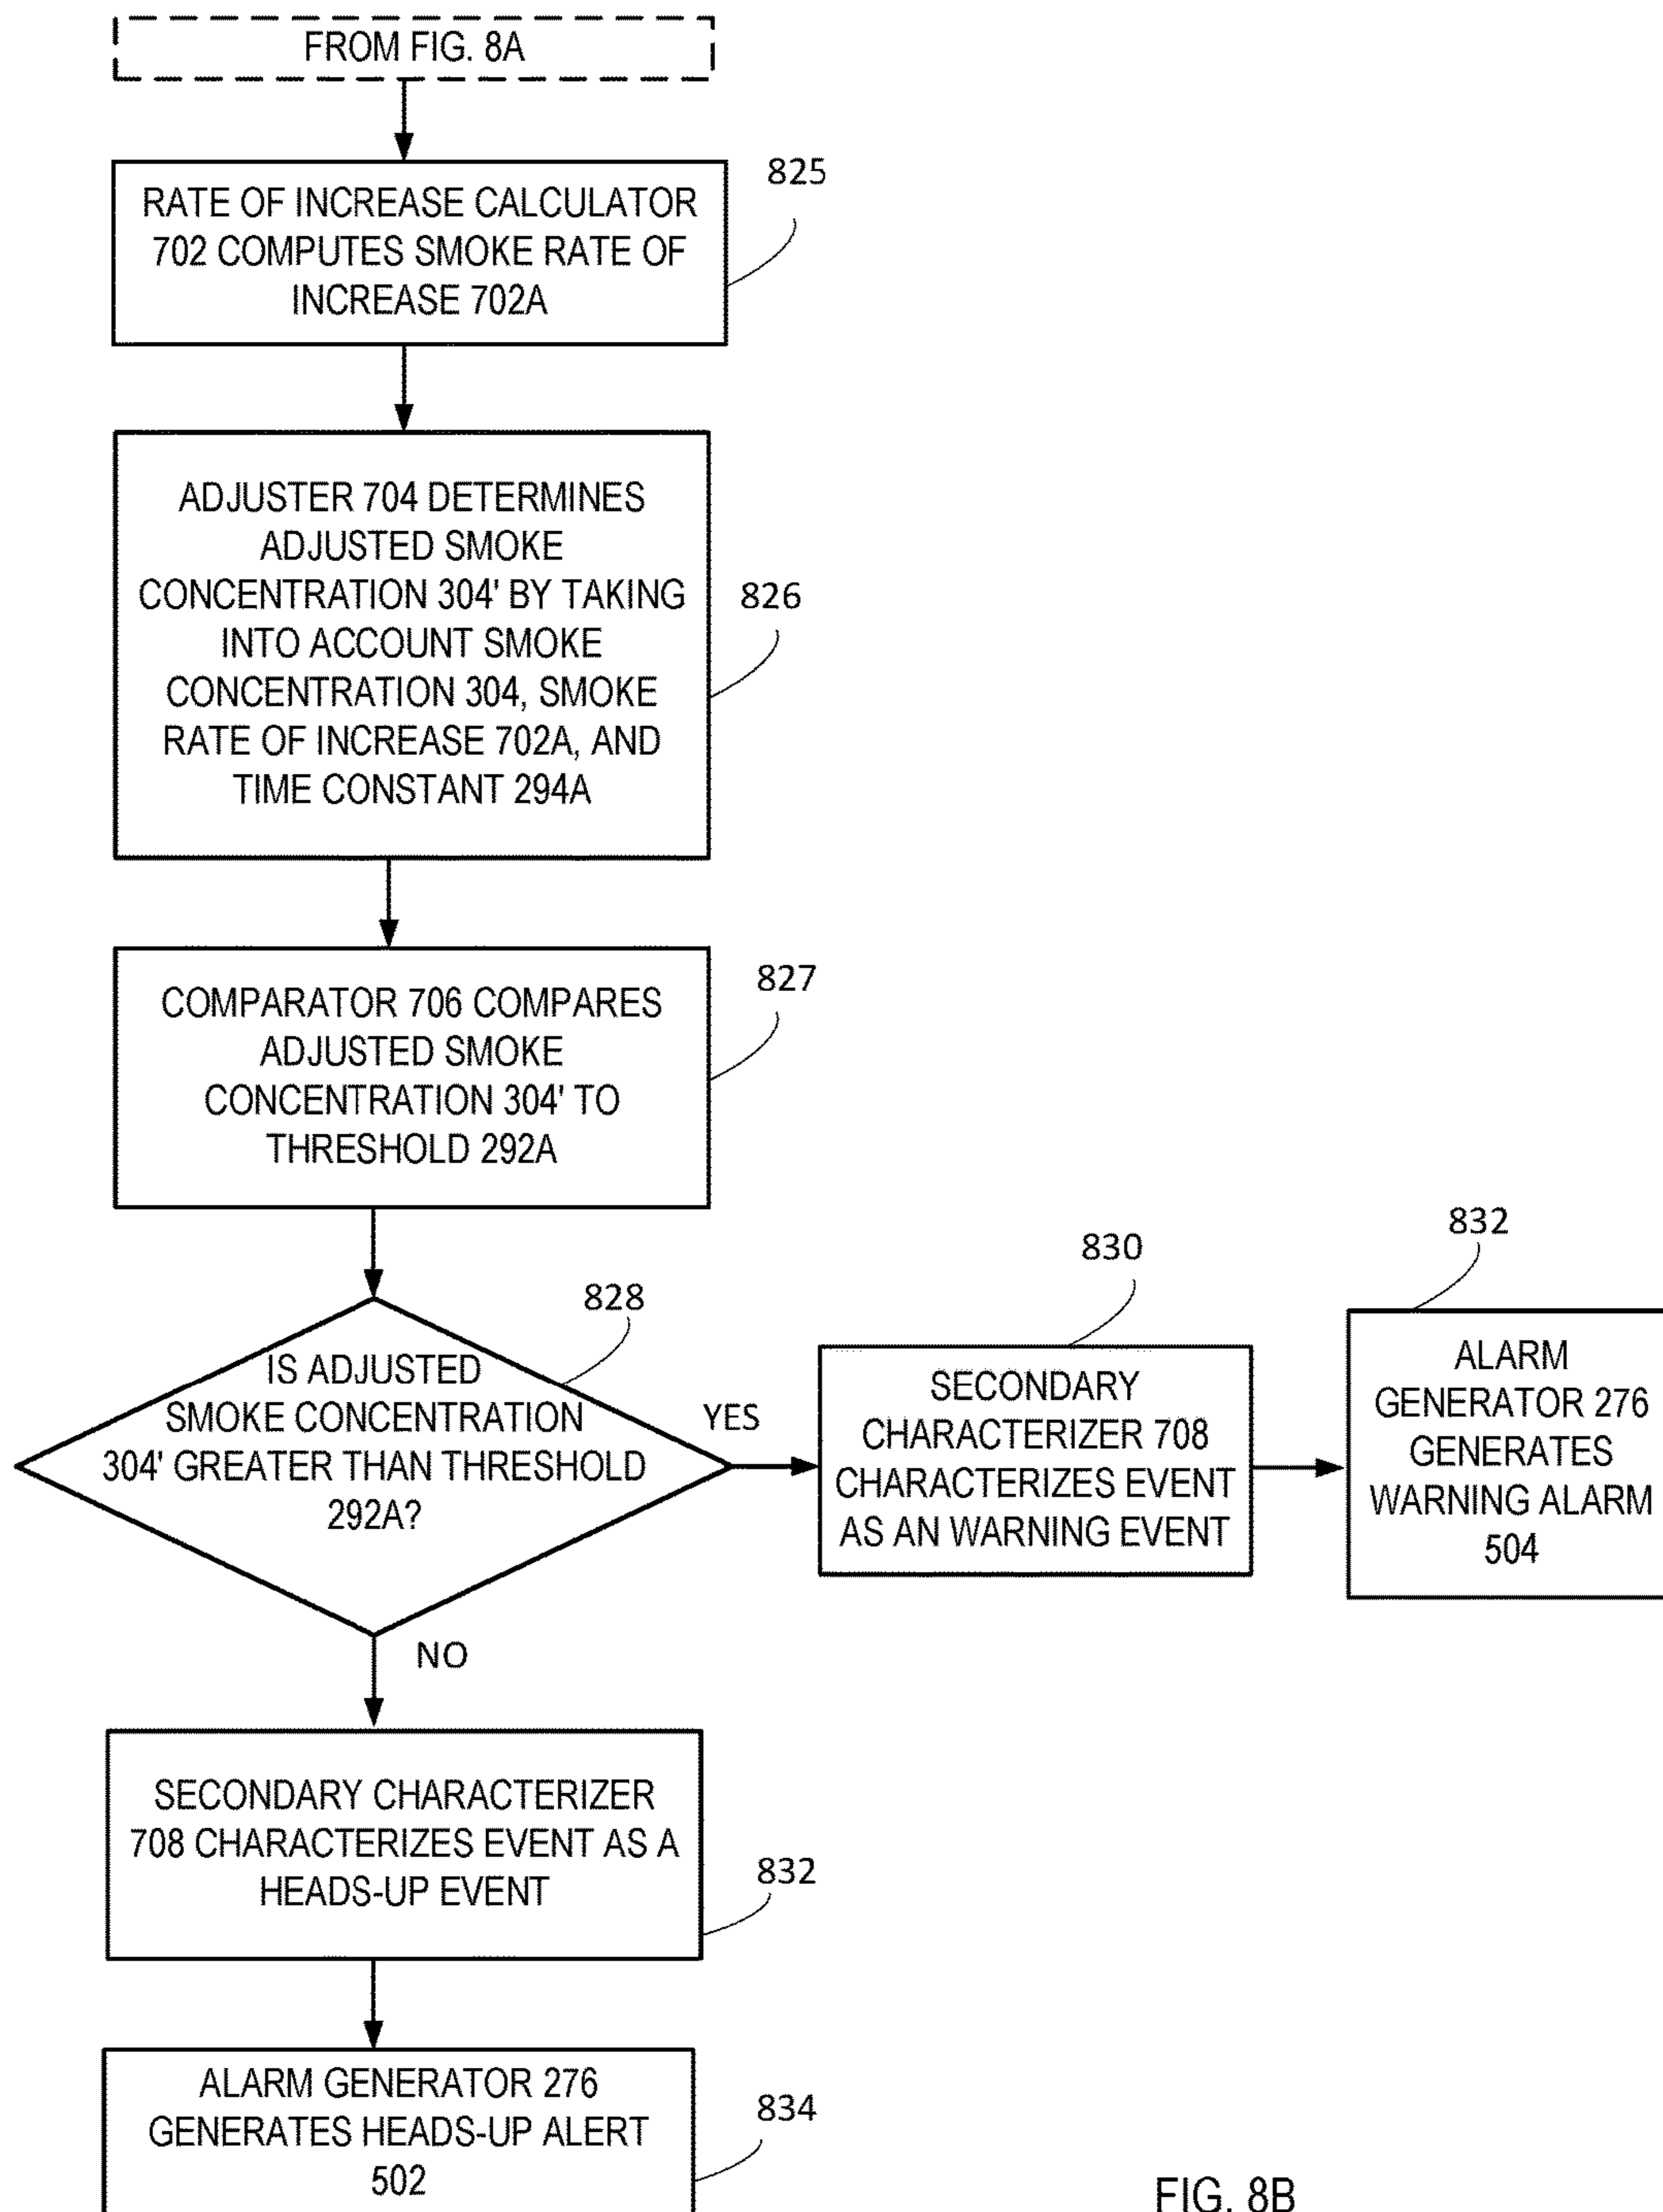 FROM FIG. 8A
825
RATE OF INCREASE CALCULATOR
702 COMPUTES SMOKE RATE OF
INCREASE 702A
ADJUSTER 704 DETERMINES
ADJUSTED SMOKE
CONCENTRATION 304' BY TAKING
INTO ACCOUNT SMOKE
CONCENTRATION 304, SMOKE
RATE OF INCREASE 702A, AND
TIME CONSTANT 294A
826
COMPARATOR 706 COMPARES
ADJUSTED SMOKE
CONCENTRATION 304' TO
THRESHOLD 292A
827
828
IS ADJUSTED
SMOKE CONCENTRATION
304' GREATER THAN THRESHOLD
292A?
YES
830
SECONDARY
CHARACTERIZER 708
CHARACTERIZES EVENT
AS AN WARNING EVENT
832
ALARM
GENERATOR 276
GENERATES
WARNING ALARM
504
NO
SECONDARY CHARACTERIZER
708 CHARACTERIZES EVENT AS A
HEADS-UP EVENT
832
ALARM GENERATOR 276
GENERATES HEADS-UP ALERT
502
834
FIG. 8B